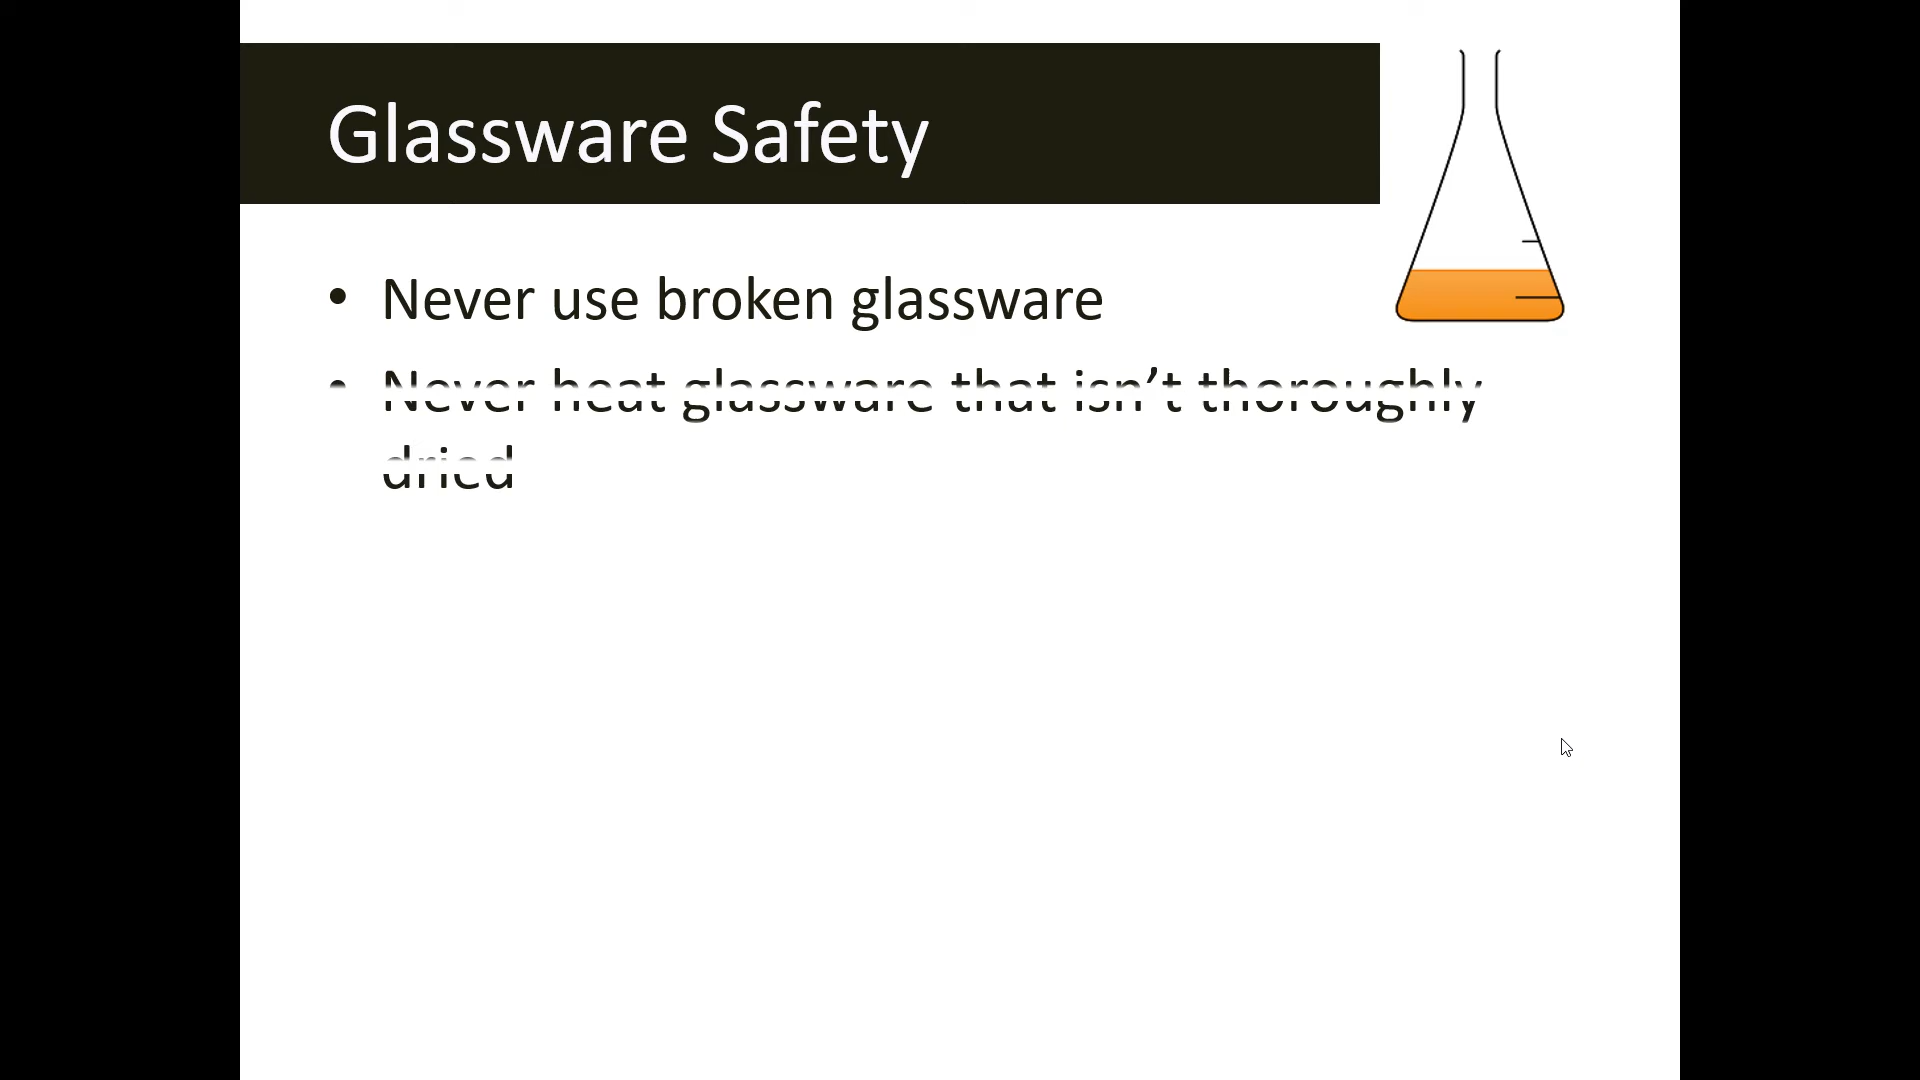 Glassware Safety
• Never use broken glassware
• Never heat glassware that isn’t thoroughly
dried